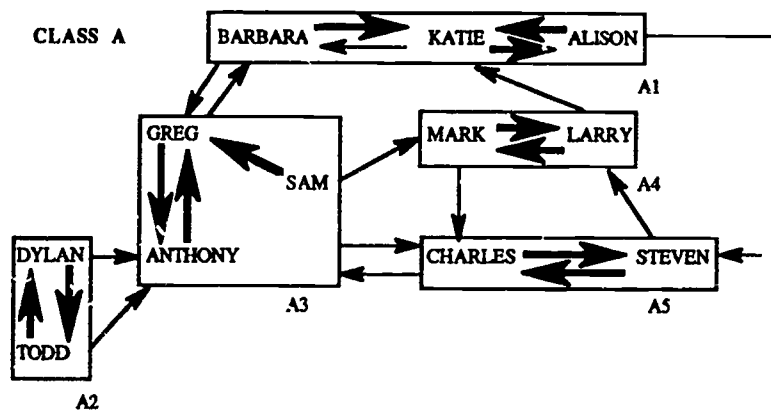 CLASS A
BARBARA KATIE ALISON
A1
GREG
SAM
ANTHONY
A3
MARK LARRY
A4
CHARLES STEVEN
A5
DYLAN
TODD
A2